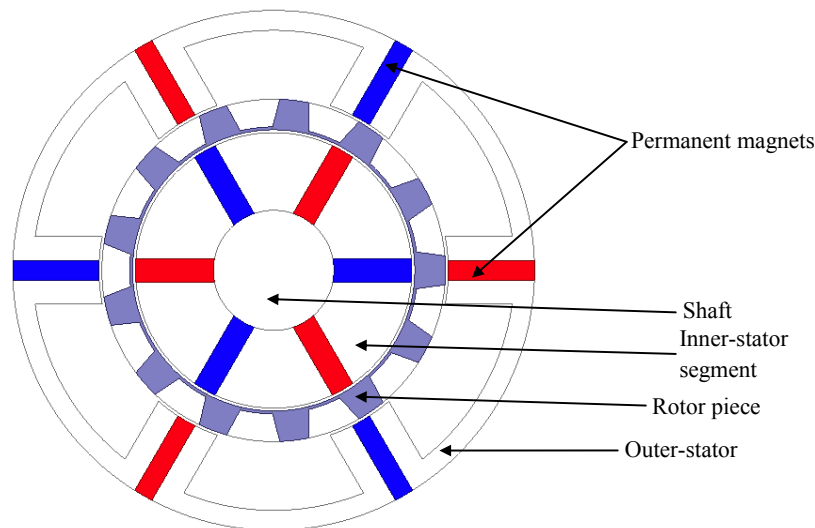 Permanent magnets
Shaft
Inner-stator
segment
Rotor piece
Outer-stator